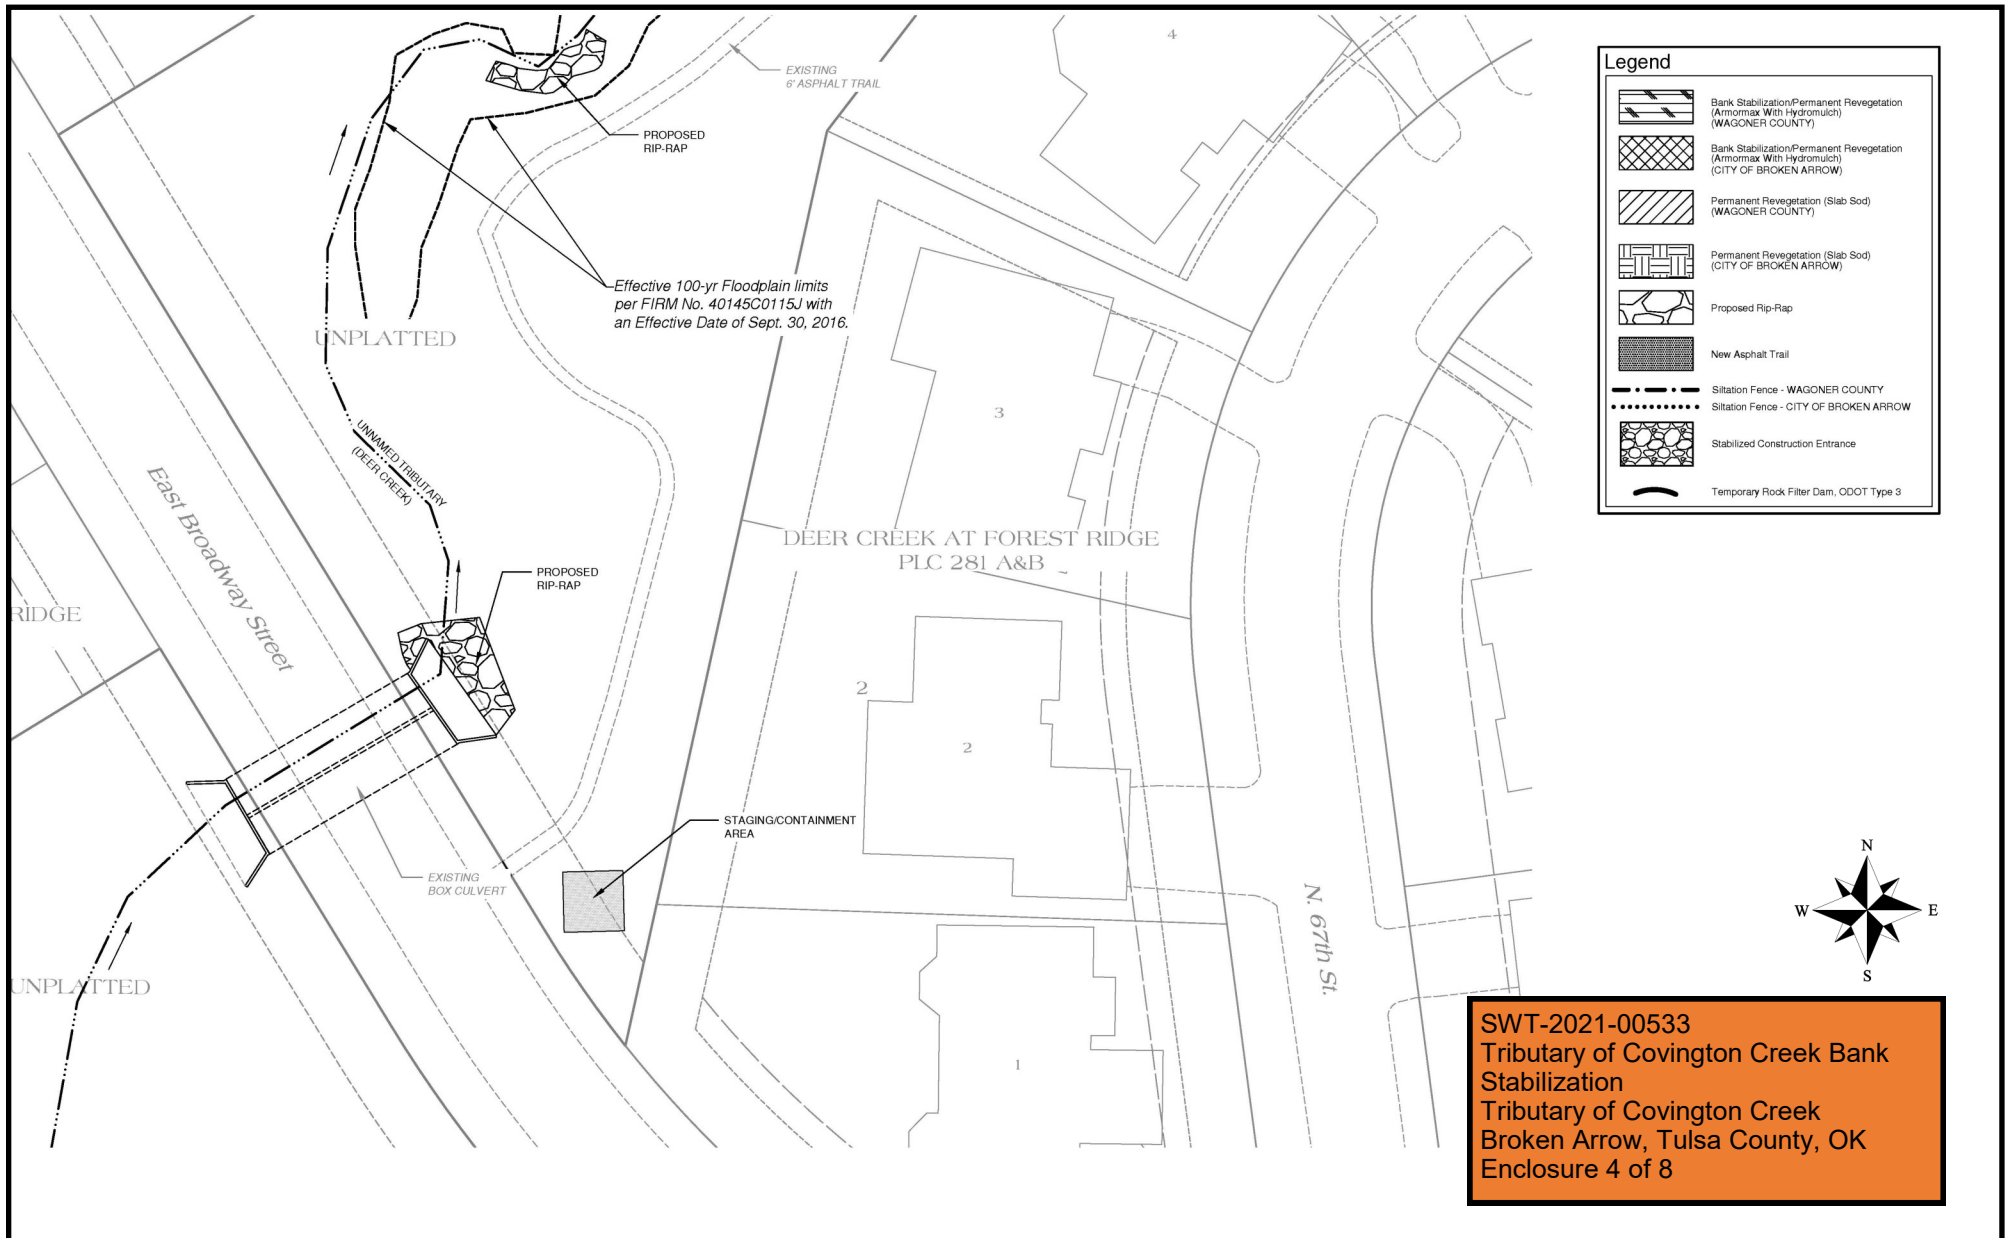 4
EXISTING
6' ASPHALT TRAIL
PROPOSED
RIP-RAP
Effective 100-yr Floodplain limits
per FIRM No. 40145C0115J with
an Effective Date of Sept. 30, 2016.
UNPLATTED
3
UNNAMED TRIBUTARY
(DEER CREEK)
East Broadway Street
DEER CREEK AT FOREST RIDGE
PLC 281 A&B
PROPOSED
RIP-RAP
RIDGE
2
2
STAGING/CONTAINMENT
AREA
EXISTING
BOX CULVERT
N. 67th St.
UNPLATTED
1
Legend
Bank Stabilization/Permanent Revegetation
(Armormax With Hydromulch)
(WAGONER COUNTY)
Bank Stabilization/Permanent Revegetation
(Armormax With Hydromulch)
(CITY OF BROKEN ARROW)
Permanent Revegetation (Slab Sod)
(WAGONER COUNTY)
Permanent Revegetation (Slab Sod)
(CITY OF BROKEN ARROW)
Proposed Rip-Rap
New Asphalt Trail
Siltation Fence - WAGONER COUNTY
Siltation Fence - CITY OF BROKEN ARROW
Stabilized Construction Entrance
Temporary Rock Filter Dam, ODOT Type 3
N
W
E
S
SWT-2021-00533
Tributary of Covington Creek Bank
Stabilization
Tributary of Covington Creek
Broken Arrow, Tulsa County, OK
Enclosure 4 of 8